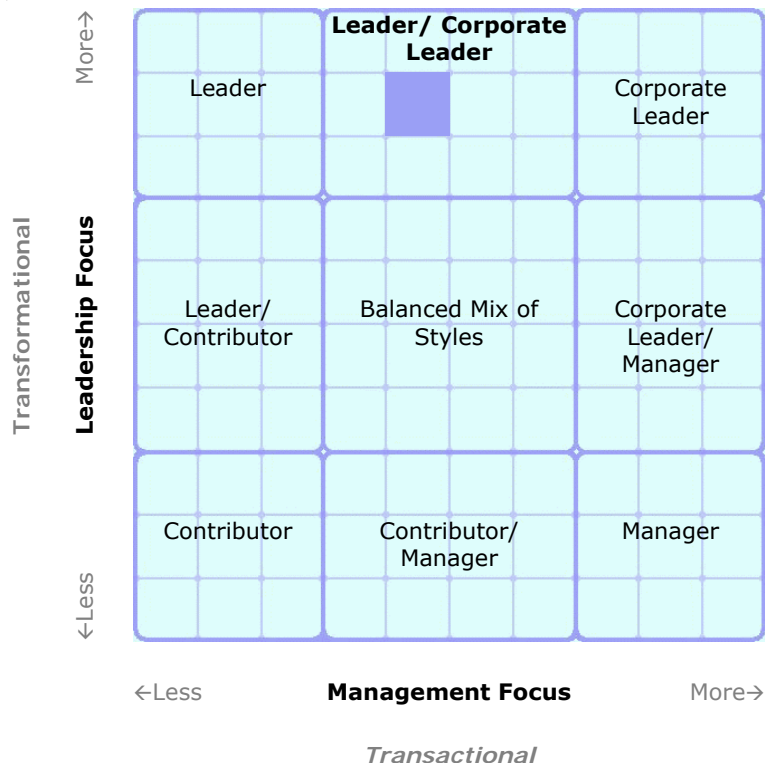 More→
Leader/ Corporate
Leader
Leader
Corporate
Leader
Transformational
Leadership Focus
Leader/
Contributor
Balanced Mix of
Styles
Corporate
Leader/
Manager
Contributor
Contributor/
Manager
Manager
←Less
←Less
Management Focus
More→
Transactional